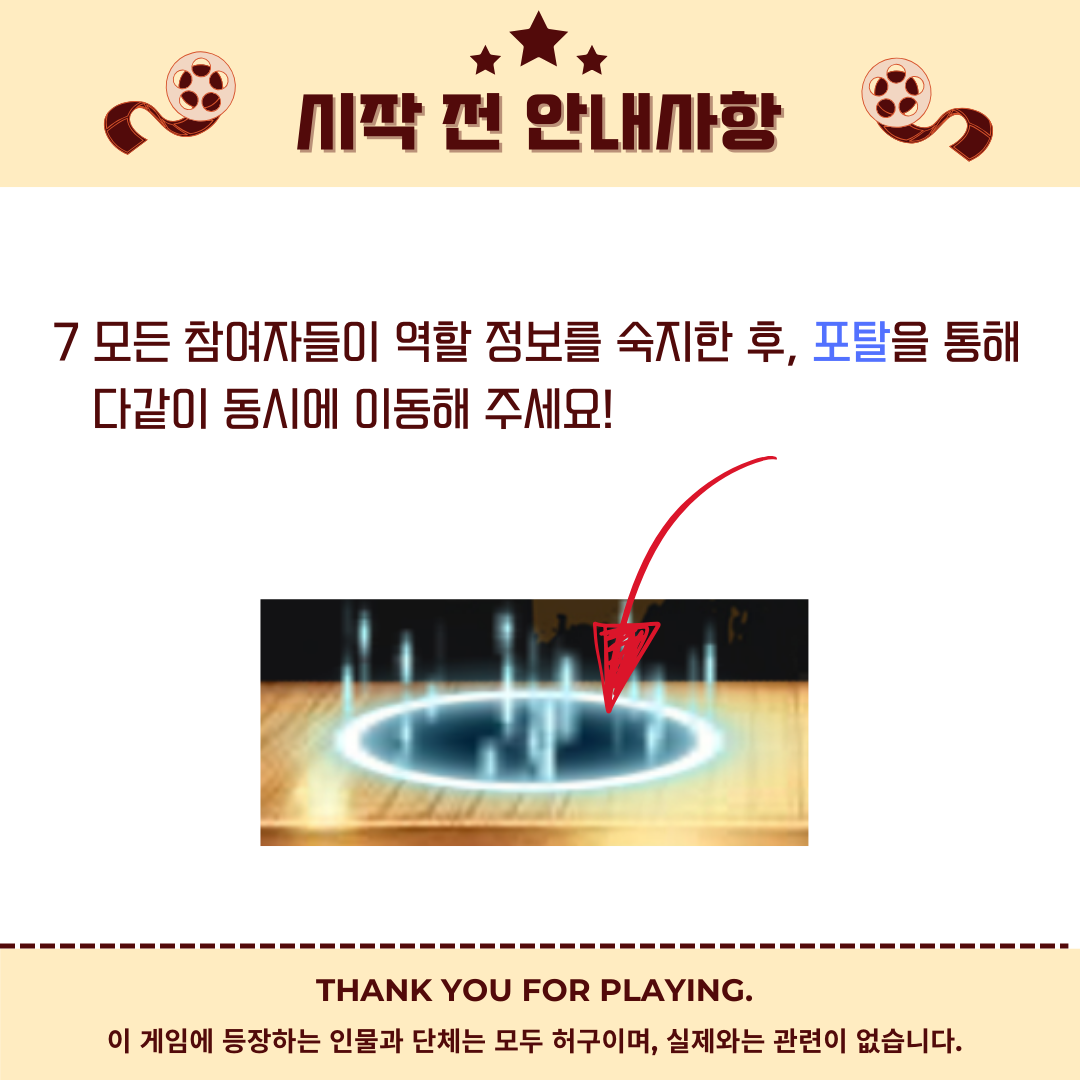 시작 전 안내사항
7 모든 참여자들이 역할 정보를 숙지한 후, 포탈을 통해
다같이 동시에 이동해 주세요!
THANK YOU FOR PLAYING.
이 게임에 등장하는 인물과 단체는 모두 허구이며, 실제와는 관련이 없습니다.